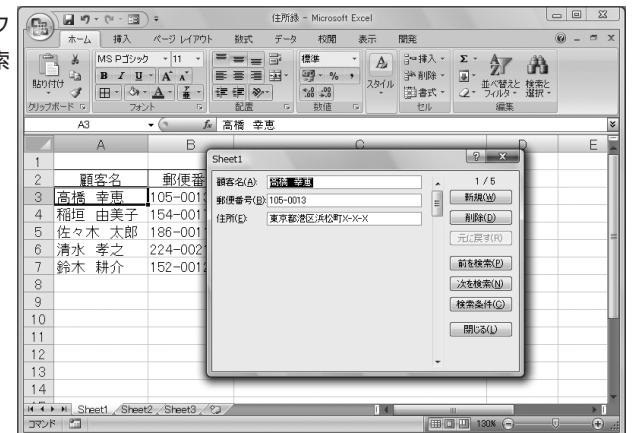 フ
索
住所録 - Microsoft Excel
ホーム 挿入 ページ レイアウト 数式 データ 校閲 表示 開発
貼り付け
MS Pゴシック 11
B I U A A
標準
%
スタイル
挿入
削除
書式
Σ
並べ替えと フィルタ
検索と 選択
クリップボード フォント 配置 数値 セル 編集
A3 fx 高橋 幸恵
A B C D E
1
2 顧客名 郵便番
3 高橋 幸恵 105-0013
4 稲垣 由美子 154-001
5 佐々木 太郎 186-001
6 清水 孝之 224-002
7 鈴木 耕介 152-0012
8
9
10
11
12
13
14
Sheet1
顧客名(A): 高橋 幸恵
郵便番号(B): 105-0013
住所(E): 東京都港区浜松町X-X-X
1 / 5
新規(W)
削除(D)
元に戻す(R)
前を検索(P)
次を検索(N)
検索条件(C)
閉じる(L)
Sheet1 Sheet2 Sheet3
コマンド 130%